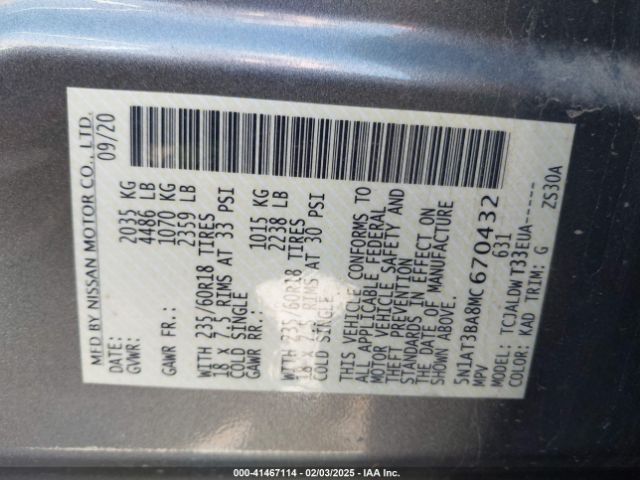 MFD BY NISSAN MOTOR CO., LTD.
DATE: 09/20
GVWR: 2035 KG
4486 LB
GAWR FR.: 1070 KG
2359 LB
WITH 235/60R18 TIRES
18 x 7.5 RIMS AT 33 PSI
COLD SINGLE
GAWR RR.: 1015 KG
2238 LB
WITH 235/60R18 TIRES
18 x 7.5 RIMS AT 30 PSI
COLD SINGLE
THIS VEHICLE CONFORMS TO
ALL APPLICABLE FEDERAL
MOTOR VEHICLE SAFETY AND
THEFT PREVENTION
STANDARDS IN EFFECT ON
THE DATE OF MANUFACTURE
SHOWN ABOVE.
5N1AT3BA8MC670432
MPV 631
MODEL: TCJALDWT33EUA-----
COLOR: KAD TRIM: G ZS30A
000-41467114 - 02/03/2025 - IAA Inc.